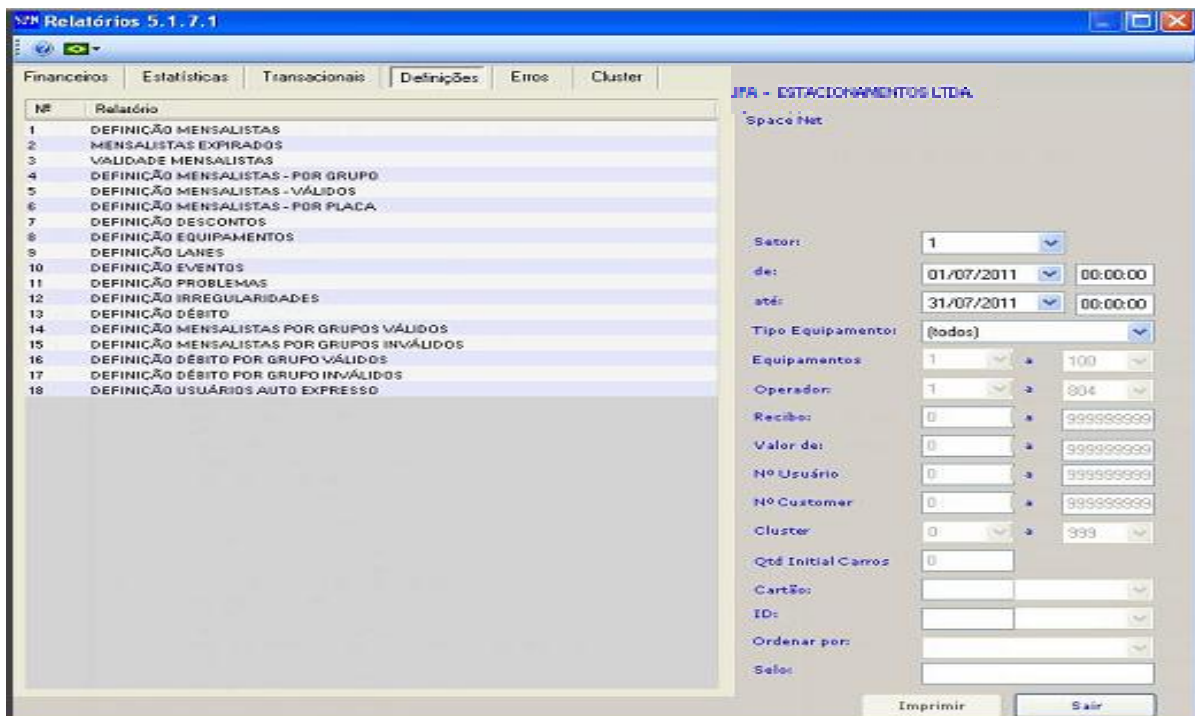 Relatórios 5.1.7.1
Financeiros Estatísticas Transacionais Definições Erros Cluster
Nº Relatório
1 DEFINIÇÃO MENSALISTAS
2 MENSALISTAS EXPIRADOS
3 VALIDADE MENSALISTAS
4 DEFINIÇÃO MENSALISTAS - POR GRUPO
5 DEFINIÇÃO MENSALISTAS - VÁLIDOS
6 DEFINIÇÃO MENSALISTAS - POR PLACA
7 DEFINIÇÃO DESCONTOS
8 DEFINIÇÃO EQUIPAMENTOS
9 DEFINIÇÃO LANES
10 DEFINIÇÃO EVENTOS
11 DEFINIÇÃO PROBLEMAS
12 DEFINIÇÃO IRREGULARIDADES
13 DEFINIÇÃO DÉBITO
14 DEFINIÇÃO MENSALISTAS POR GRUPOS VÁLIDOS
15 DEFINIÇÃO MENSALISTAS POR GRUPOS INVÁLIDOS
16 DEFINIÇÃO DÉBITO POR GRUPO VÁLIDOS
17 DEFINIÇÃO DÉBITO POR GRUPO INVÁLIDOS
18 DEFINIÇÃO USUÁRIOS AUTO EXPRESSO
- ESTACIONAMENTOS LTDA.
Space Net
Setor: 1
de: 01/07/2011 00:00:00
até: 31/07/2011 00:00:00
Tipo Equipamento: (todos)
Equipamentos 1 a 100
Operador: 1 a 804
Recibo: 0 a 999999999
Valor de: 0 a 999999999
Nº Usuário 0 a 999999999
Nº Customer 0 a 999999999
Cluster 0 a 999
Qtd Initial Carros 0
Cartão:
ID:
Ordenar por:
Selo:
Imprimir Sair